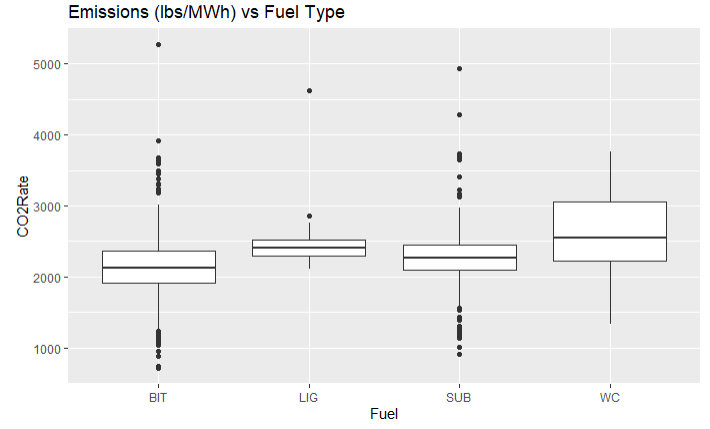 Emissions (lbs/MWh) vs Fuel Type
5000
4000
3000
2000
1000
CO2Rate
BIT LIG SUB WC
Fuel